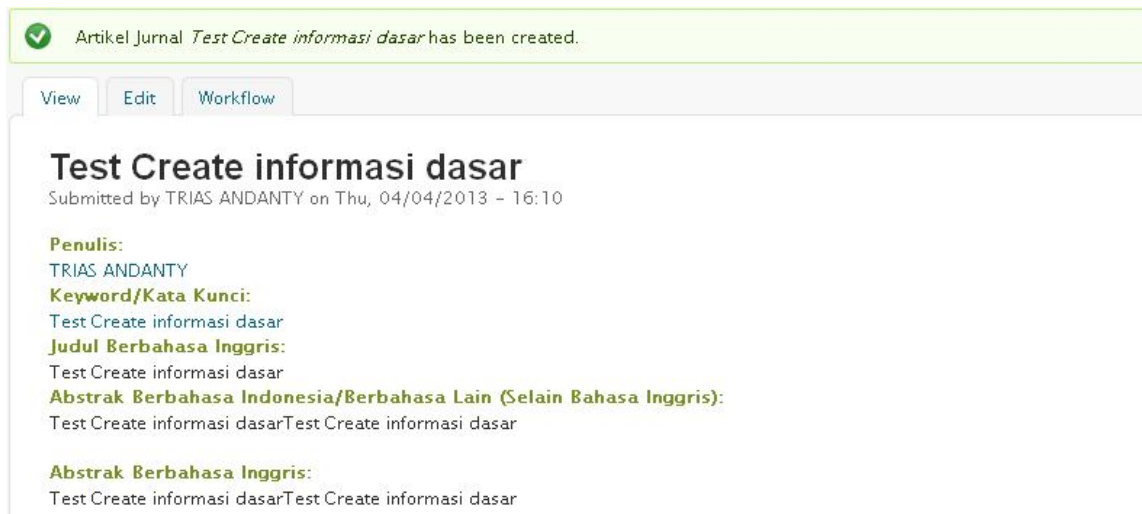 Artikel Jurnal Test Create informasi dasar has been created.
View Edit Workflow
Test Create informasi dasar
Submitted by TRIAS ANDANTY on Thu, 04/04/2013 – 16:10
Penulis:
TRIAS ANDANTY
Keyword/Kata Kunci:
Test Create informasi dasar
Judul Berbahasa Inggris:
Test Create informasi dasar
Abstrak Berbahasa Indonesia/Berbahasa Lain (Selain Bahasa Inggris):
Test Create informasi dasarTest Create informasi dasar
Abstrak Berbahasa Inggris:
Test Create informasi dasarTest Create informasi dasar